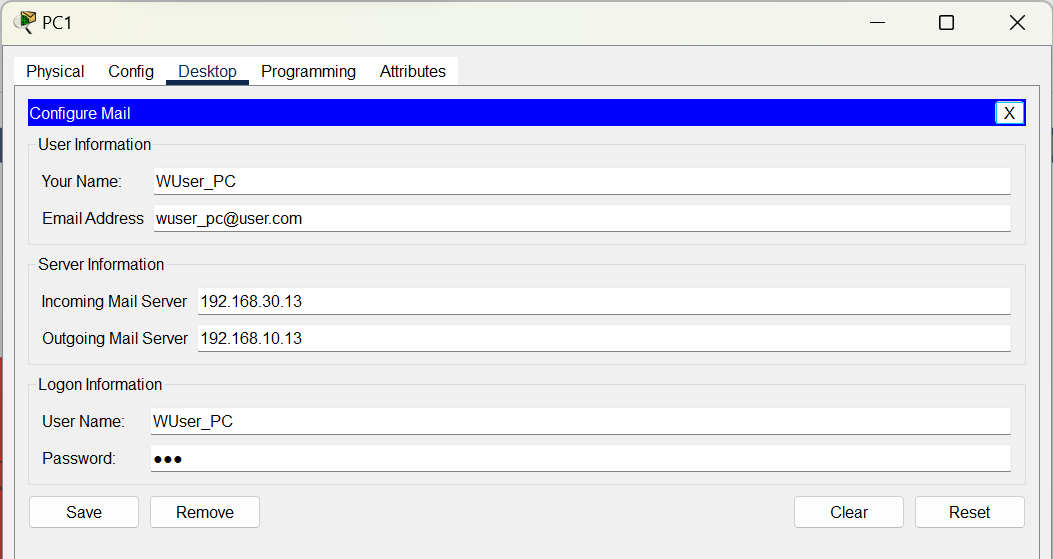 PC1
Physical Config Desktop Programming Attributes
Configure Mail X
User Information
Your Name: WUser_PC
Email Address wuser_pc@user.com
Server Information
Incoming Mail Server 192.168.30.13
Outgoing Mail Server 192.168.10.13
Logon Information
User Name: WUser_PC
Password: ●●●
Save Remove Clear Reset